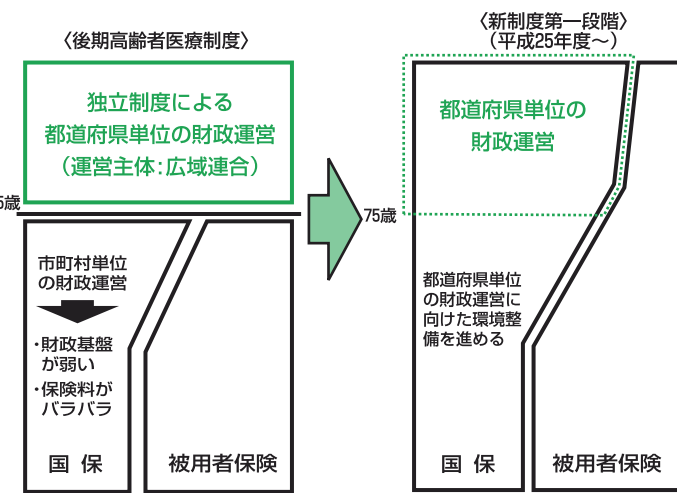 〈後期高齢者医療制度〉
独立制度による
都道府県単位の財政運営
（運営主体：広域連合）
5歳
市町村単位
の財政運営
・財政基盤
が弱い
・保険料が
バラバラ
国 保
被用者保険
〈新制度第一段階〉
（平成25年度～）
都道府県単位の
財政運営
75歳
都道府県単位
の財政運営に
向けた環境整
備を進める
国 保
被用者保険